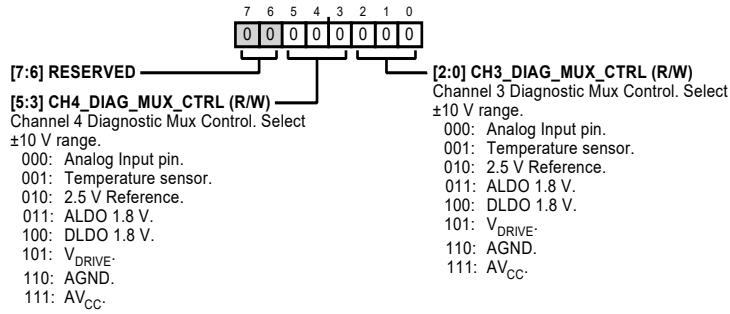 7 6 5 4 3 2 1 0
0 0 0 0 0 0 0 0
[7:6] RESERVED
[5:3] CH4_DIAG_MUX_CTRL (R/W)
Channel 4 Diagnostic Mux Control. Select
±10 V range.
000: Analog Input pin.
001: Temperature sensor.
010: 2.5 V Reference.
011: ALDO 1.8 V.
100: DLDO 1.8 V.
101: VDRIVE.
110: AGND.
111: AVCC.
[2:0] CH3_DIAG_MUX_CTRL (R/W)
Channel 3 Diagnostic Mux Control. Select
±10 V range.
000: Analog Input pin.
001: Temperature sensor.
010: 2.5 V Reference.
011: ALDO 1.8 V.
100: DLDO 1.8 V.
101: VDRIVE.
110: AGND.
111: AVCC.